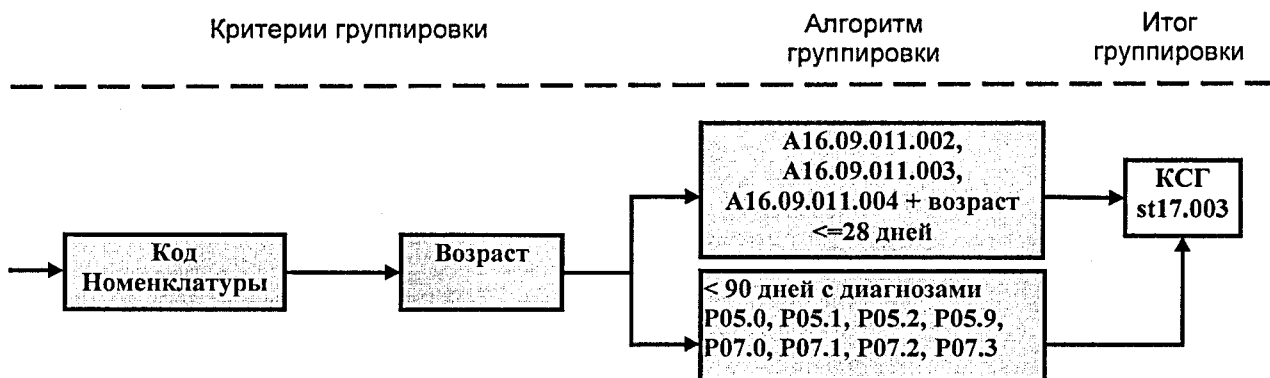 Критерии группировки
Алгоритм
группировки
Итог
группировки
Код
Номенклатуры
Возраст
A16.09.011.002,
A16.09.011.003,
A16.09.011.004 + возраст
<=28 дней
< 90 дней с диагнозами
P05.0, P05.1, P05.2, P05.9,
P07.0, P07.1, P07.2, P07.3
КСГ
st17.003